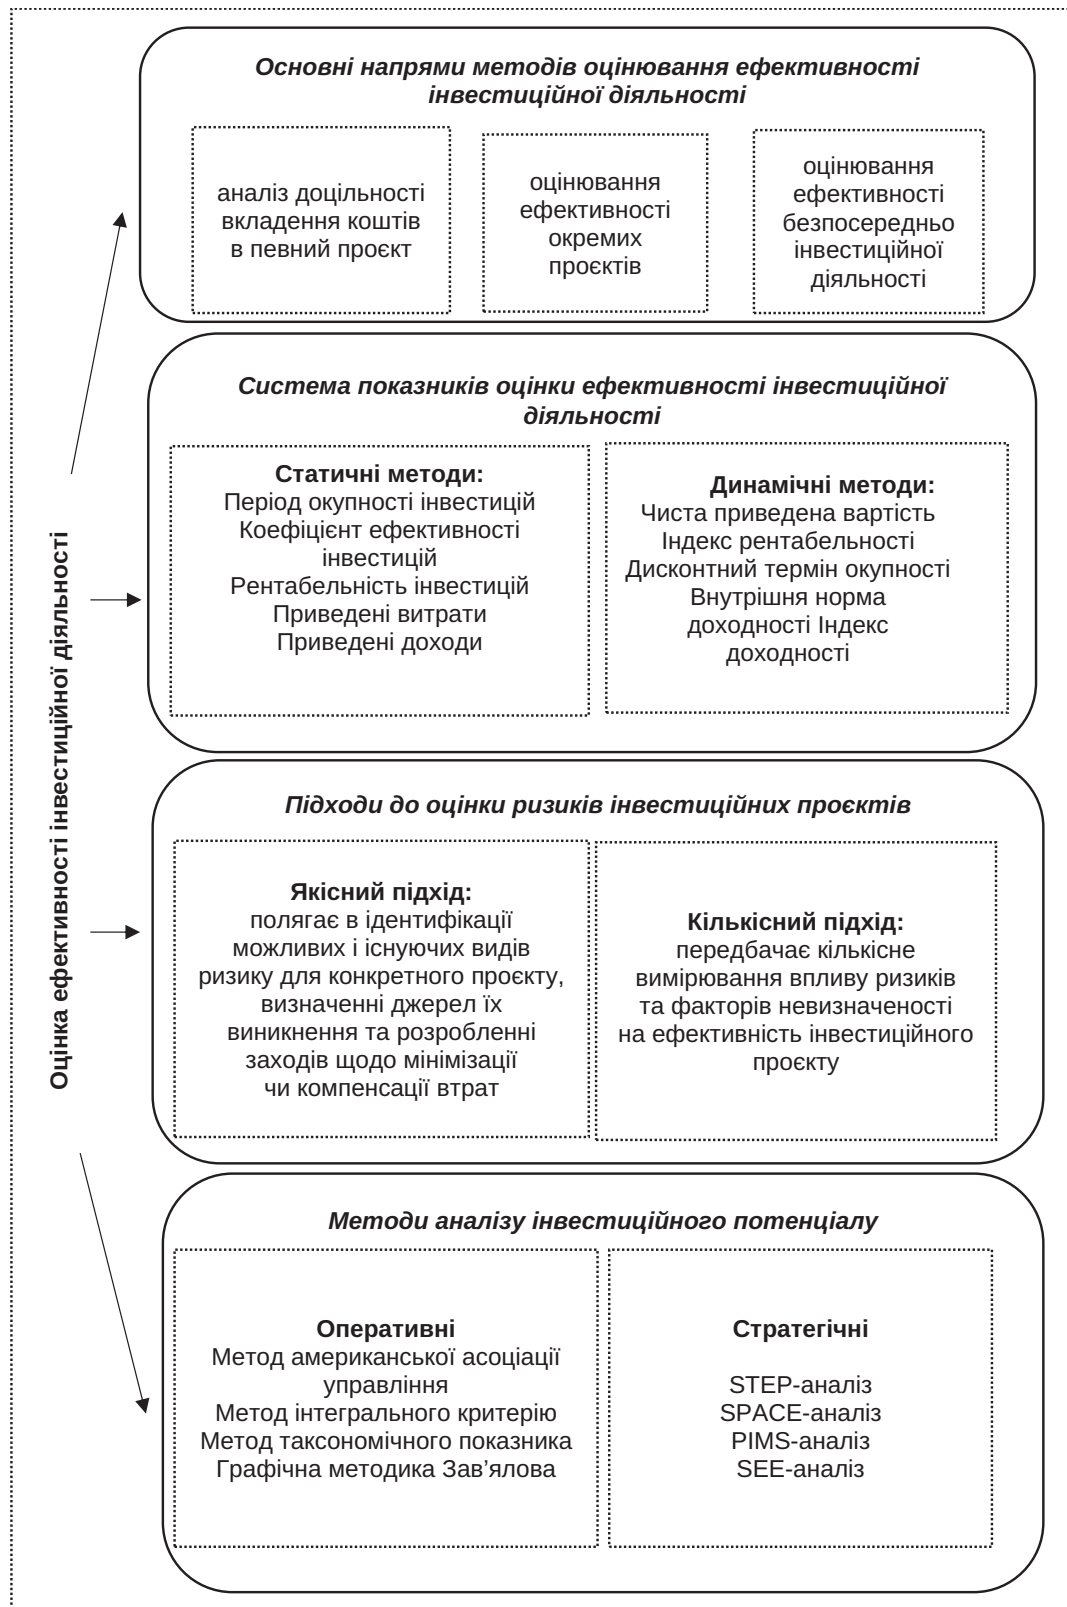 Оцінка ефективності інвестиційної діяльності
Основні напрями методів оцінювання ефективності
інвестиційної діяльності
аналіз доцільності
вкладення коштів
в певний проєкт
оцінювання
ефективності
окремих
проєктів
оцінювання
ефективності
безпосередньо
інвестиційної
діяльності
Система показників оцінки ефективності інвестиційної
діяльності
Статичні методи:
Період окупності інвестицій
Коефіцієнт ефективності
інвестицій
Рентабельність інвестицій
Приведені витрати
Приведені доходи
Динамічні методи:
Чиста приведена вартість
Індекс рентабельності
Дисконтний термін окупності
Внутрішня норма
доходності Індекс
доходності
Підходи до оцінки ризиків інвестиційних проєктів
Якісний підхід:
полягає в ідентифікації
можливих і існуючих видів
ризику для конкретного проєкту,
визначенні джерел їх
виникнення та розробленні
заходів щодо мінімізації
чи компенсації втрат
Кількісний підхід:
передбачає кількісне
вимірювання впливу ризиків
та факторів невизначеності
на ефективність інвестиційного
проєкту
Методи аналізу інвестиційного потенціалу
Оперативні
Метод американської асоціації
управління
Метод інтегрального критерію
Метод таксономічного показника
Графічна методика Зав’ялова
Стратегічні
STEP-аналіз
SPACE-аналіз
PIMS-аналіз
SEE-аналіз